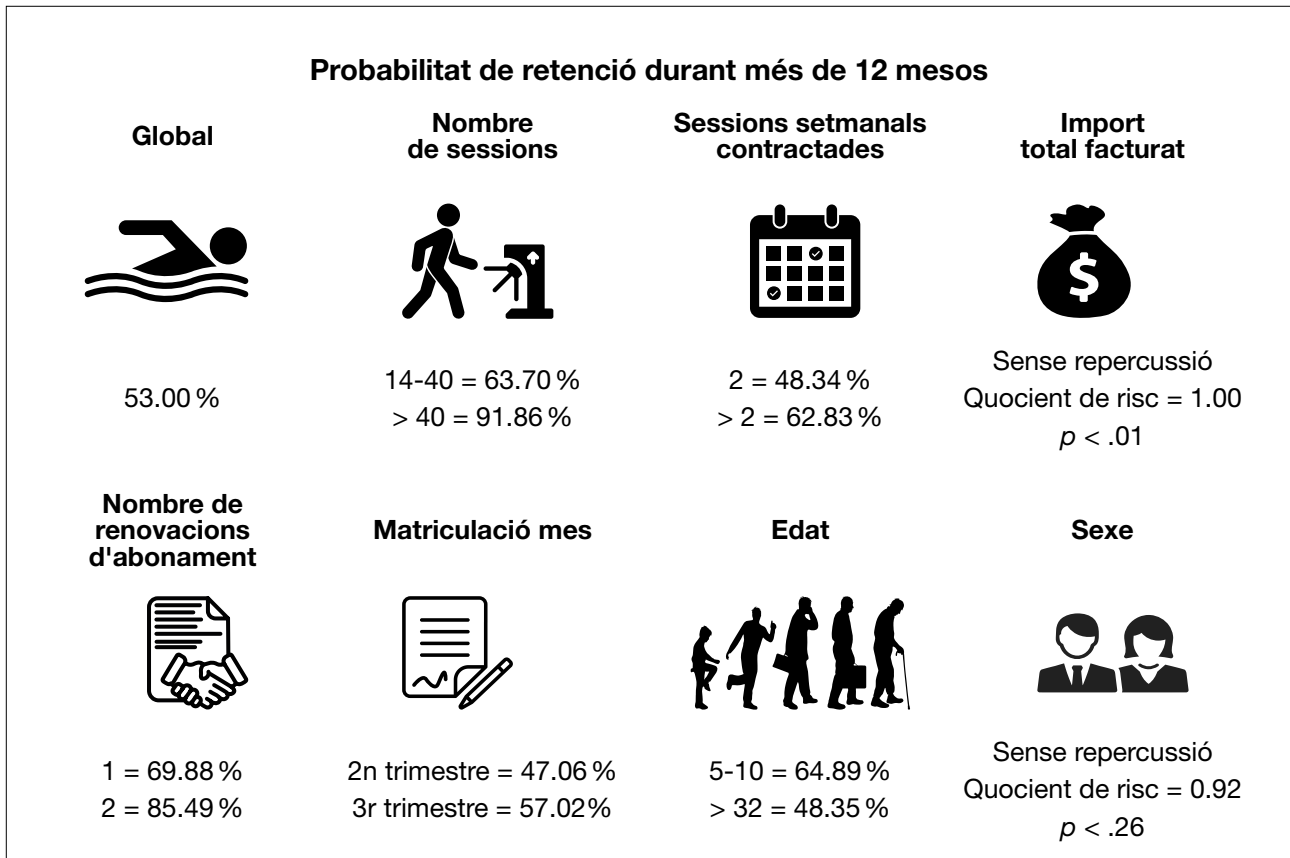 Probabilitat de retenció durant més de 12 mesos
Global
53.00 %
Nombre
de sessions
14-40 = 63.70 %
> 40 = 91.86 %
Sessions setmanals
contractades
2 = 48.34 %
> 2 = 62.83 %
Import
total facturat
$
Sense repercussió
Quocient de risc = 1.00
p < .01
Nombre de
renovacions
d'abonament
1 = 69.88 %
2 = 85.49 %
Matriculació mes
2n trimestre = 47.06 %
3r trimestre = 57.02%
Edat
5-10 = 64.89 %
> 32 = 48.35 %
Sexe
Sense repercussió
Quocient de risc = 0.92
p < .26